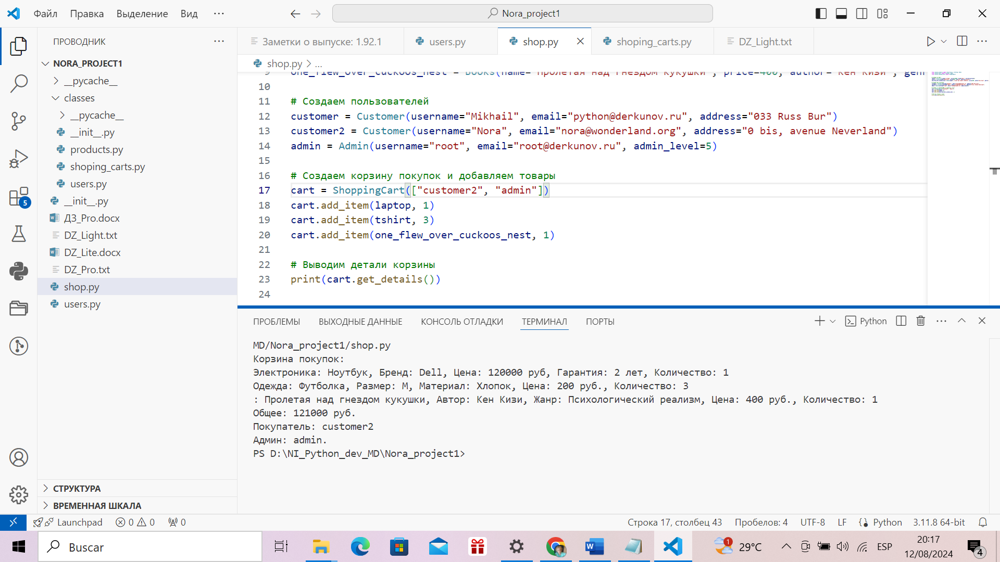 Файл Правка Выделение Вид ··· Nora_project1
ПРОВОДНИК ···
Заметки о выпуске: 1.92.1 users.py shop.py shoping_carts.py DZ_Light.txt
shop.py > ...
NORA_PROJECT1
__pycache__
classes
__pycache__
__init__.py
products.py
shoping_carts.py
users.py
__init__.py
ДЗ_Pro.docx
DZ_Light.txt
DZ_Lite.docx
DZ_Pro.txt
shop.py
users.py
СТРУКТУРА
ВРЕМЕННАЯ ШКАЛА
5
9 one_flew_over_cuckoos_nest = Books(name="Пролетая над гнездом кукушки", price=400, author="Кен Кизи", genr
10
11 # Создаем пользователей
12 customer = Customer(username="Mikhail", email="python@derkunov.ru", address="033 Russ Bur")
13 customer2 = Customer(username="Nora", email="nora@wonderland.org", address="0 bis, avenue Neverland")
14 admin = Admin(username="root", email="root@derkunov.ru", admin_level=5)
15
16 # Создаем корзину покупок и добавляем товары
17 cart = ShoppingCart(["customer2", "admin"])
18 cart.add_item(laptop, 1)
19 cart.add_item(tshirt, 3)
20 cart.add_item(one_flew_over_cuckoos_nest, 1)
21
22 # Выводим детали корзины
23 print(cart.get_details())
24
ПРОБЛЕМЫ ВЫХОДНЫЕ ДАННЫЕ КОНСОЛЬ ОТЛАДКИ ТЕРМИНАЛ ПОРТЫ Python
MD/Nora_project1/shop.py
Корзина покупок:
Электроника: Ноутбук, Бренд: Dell, Цена: 120000 руб, Гарантия: 2 лет, Количество: 1
Одежда: Футболка, Размер: M, Материал: Хлопок, Цена: 200 руб., Количество: 3
: Пролетая над гнездом кукушки, Автор: Кен Кизи, Жанр: Психологический реализм, Цена: 400 руб., Количество: 1
Общее: 121000 руб.
Покупатель: customer2
Админ: admin.
PS D:\NI_Python_dev_MD\Nora_project1>
Launchpad 0 0 0 Строка 17, столбец 43 Пробелов: 4 UTF-8 LF Python 3.11.8 64-bit
Buscar 1 29°C ESP 20:17
12/08/2024 4